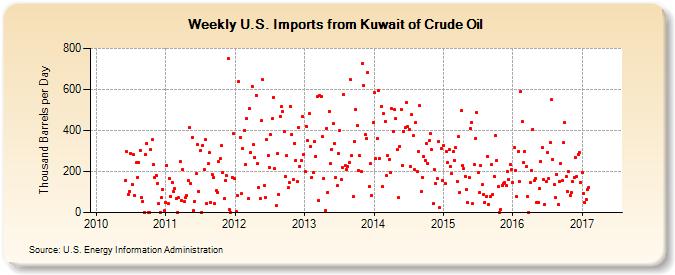 Weekly U.S. Imports from Kuwait of Crude Oil
Thousand Barrels per Day
800
600
400
200
0
2010 2011 2012 2013 2014 2015 2016 2017
Source: U.S. Energy Information Administration